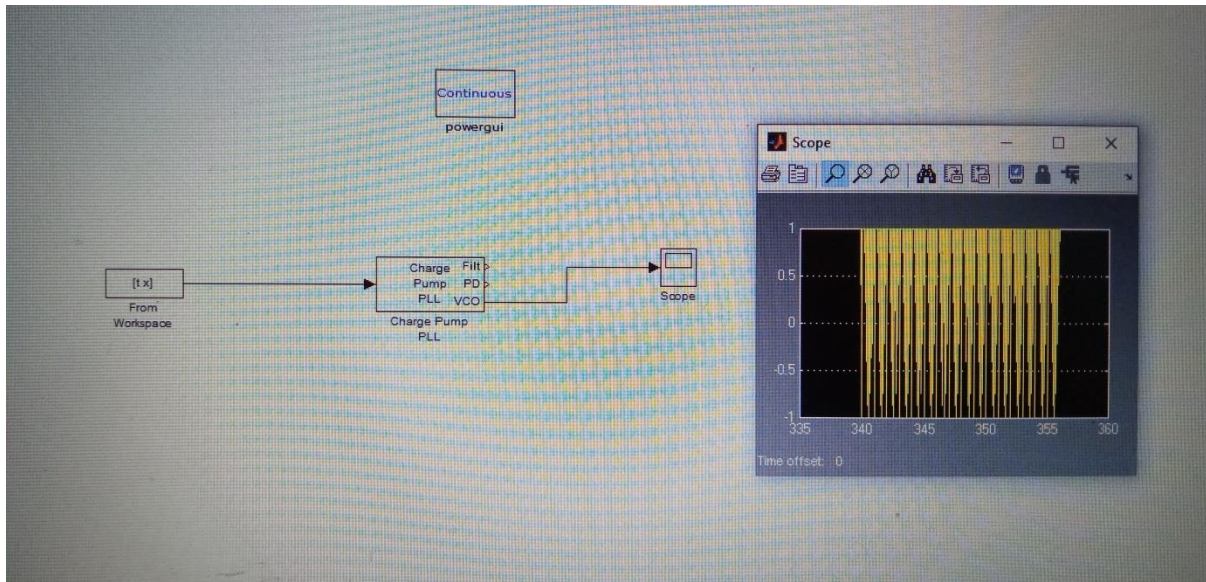 Continuous
powergui
[t x]
From
Workspace
Charge
Pump
PLL
Filt
PD
VCO
Charge Pump
PLL
Scope
Scope
1
0.5
0
-0.5
-1
335
340
345
350
355
360
Time offset: 0